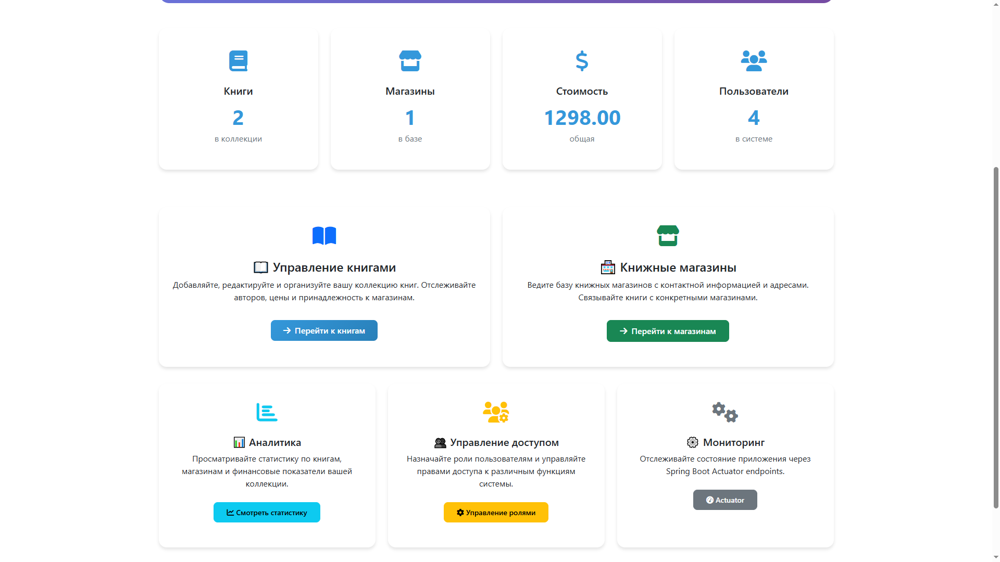 Книги
2
в коллекции
Магазины
1
в базе
Стоимость
1298.00
общая
Пользователи
4
в системе
Управление книгами
Добавляйте, редактируйте и организуйте вашу коллекцию книг. Отслеживайте
авторов, цены и принадлежность к магазинам.
Перейти к книгам
Книжные магазины
Ведите базу книжных магазинов с контактной информацией и адресами.
Связывайте книги с конкретными магазинами.
Перейти к магазинам
Аналитика
Просматривайте статистику по книгам,
магазинам и финансовые показатели вашей
коллекции.
Смотреть статистику
Управление доступом
Назначайте роли пользователям и управляйте
правами доступа к различным функциям
системы.
Управление ролями
Мониторинг
Отслеживайте состояние приложения через
Spring Boot Actuator endpoints.
Actuator